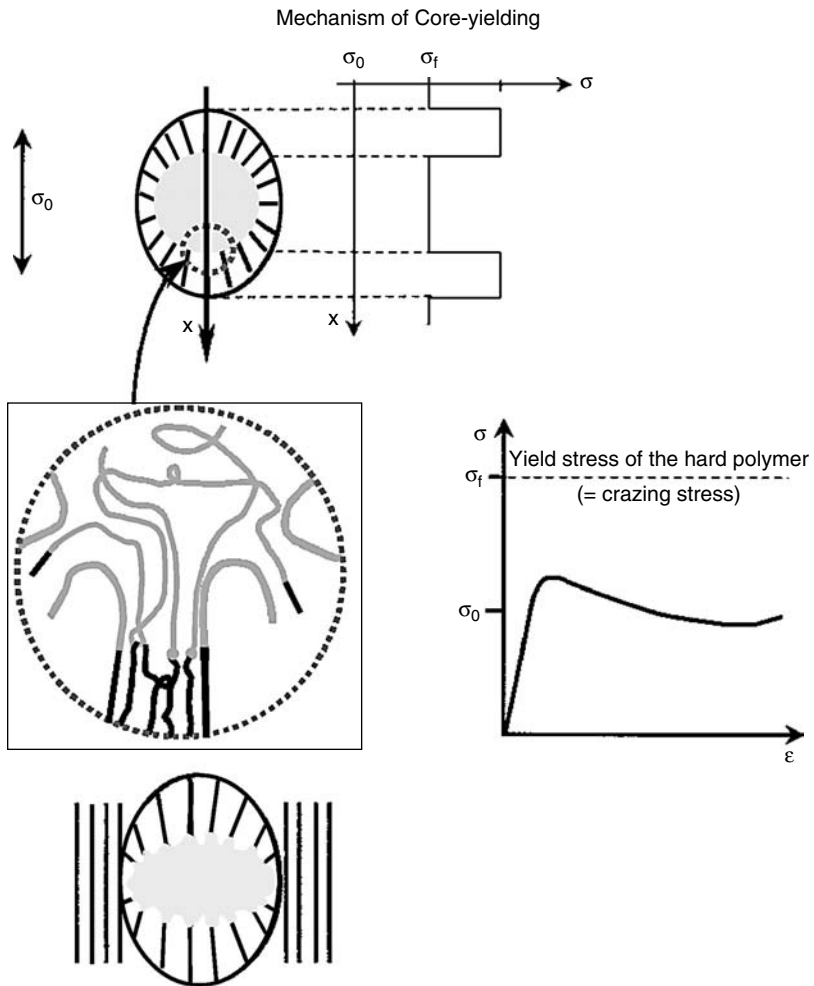 Mechanism of Core-yielding
σ₀ σf
σ
σ₀
x
x
σ
Yield stress of the hard polymer
σf
(= crazing stress)
σ₀
ε